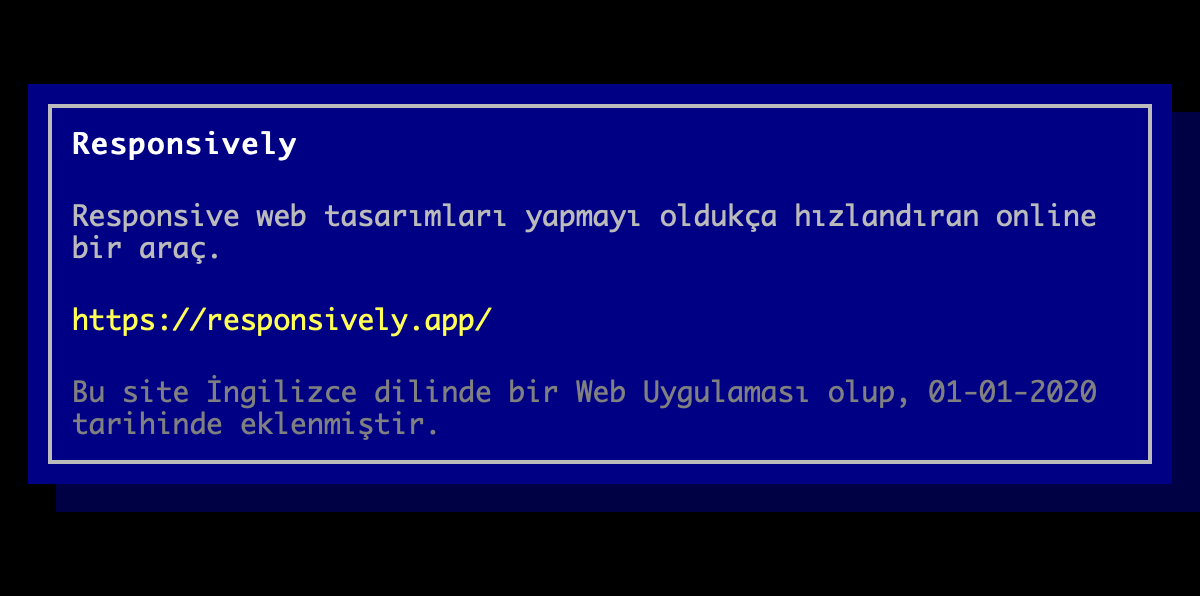 Responsively
Responsive web tasarımları yapmayı oldukça hızlandıran online
bir araç.
https://responsively.app/
Bu site İngilizce dilinde bir Web Uygulaması olup, 01-01-2020
tarihinde eklenmiştir.